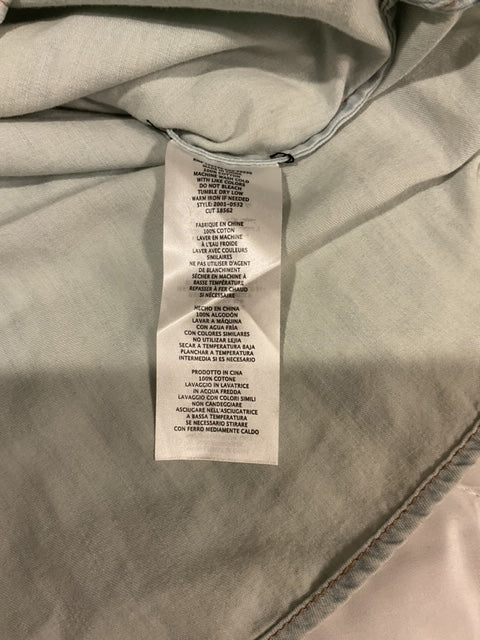 100% COTTON
MACHINE WASH COLD
WITH LIKE COLORS
DO NOT BLEACH
TUMBLE DRY LOW
WARM IRON IF NEEDED
STYLE: 2001-0532
CUT 18562
FABRIQUE EN CHINE
100% COTON
LAVER EN MACHINE
À L'EAU FROIDE
LAVER AVEC COULEURS
SIMILAIRES
NE PAS UTILISER D'AGENT
DE BLANCHIMENT
SÉCHER EN MACHINE À
BASSE TEMPÉRATURE
REPASSER À FER CHAUD
SI NÉCESSAIRE
HECHO EN CHINA
100% ALGODÓN
LAVAR A MÁQUINA
CON AGUA FRÍA
CON COLORES SIMILARES
NO UTILIZAR LEJIA
SECAR A TEMPERATURA BAJA
PLANCHAR A TEMPERATURA
INTERMEDIA SI ES NECESARIO
PRODOTTO IN CINA
100% COTONE
LAVAGGIO IN LAVATRICE
IN ACQUA FREDDA
LAVAGGIO CON COLORI SIMILI
NON CANDEGGIARE
ASCIUGARE NELL'ASCIUGATRICE
A BASSA TEMPERATURA
SE NECESSARIO STIRARE
CON FERRO MEDIAMENTE CALDO